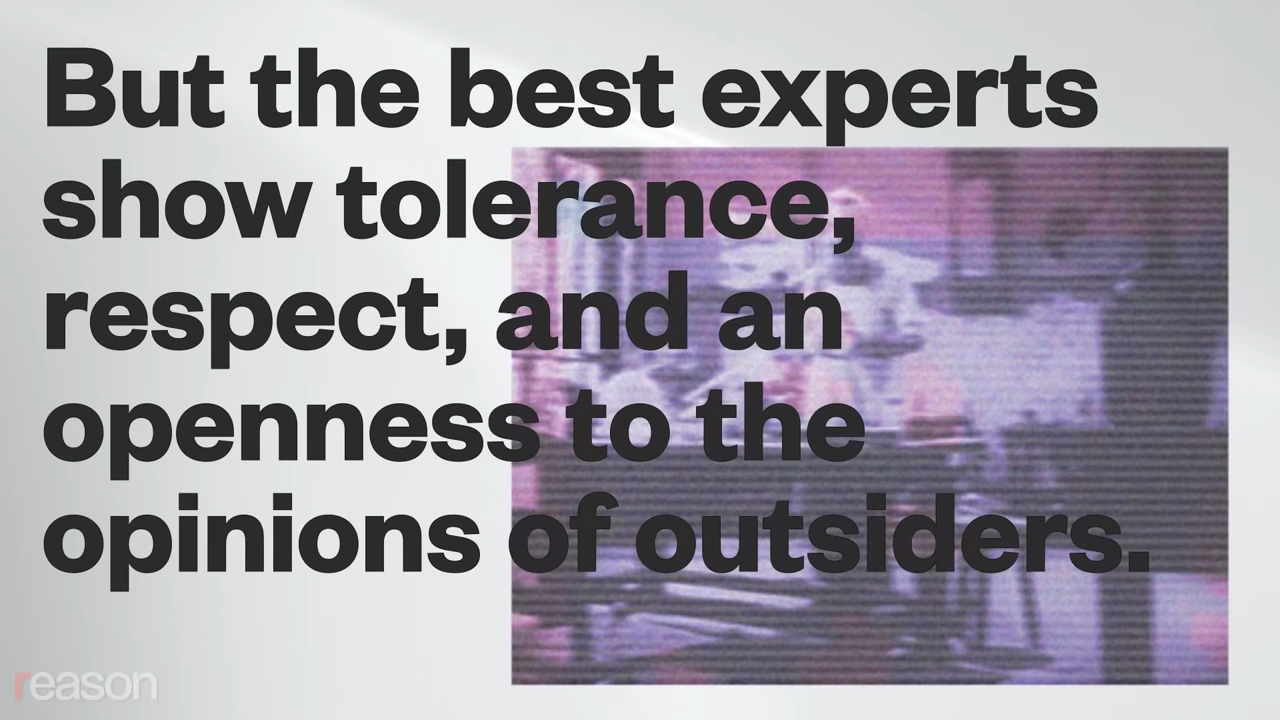 But the best experts
show tolerance,
respect, and an
openness to the
opinions of outsiders.
reason